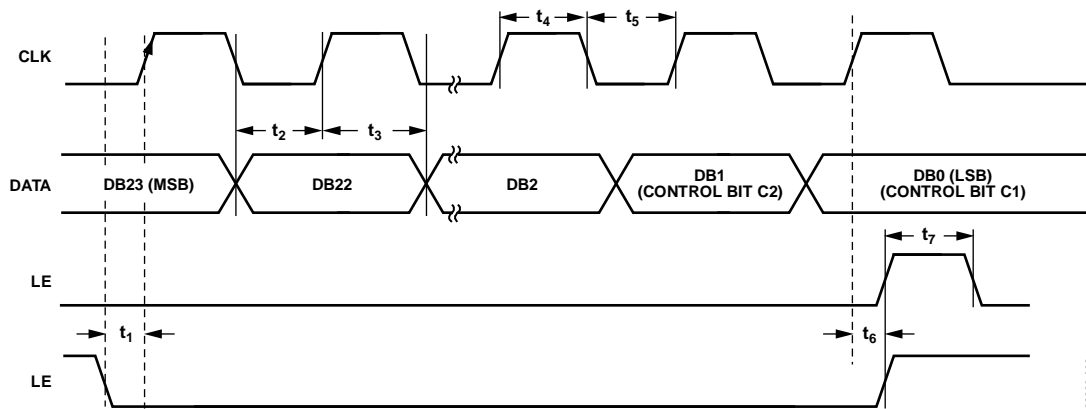 t4 t5
CLK
t2 t3
DATA DB23 (MSB) DB22 DB2 DB1 DB0 (LSB)
(CONTROL BIT C2) (CONTROL BIT C1)
t7
LE
t1 t6
LE